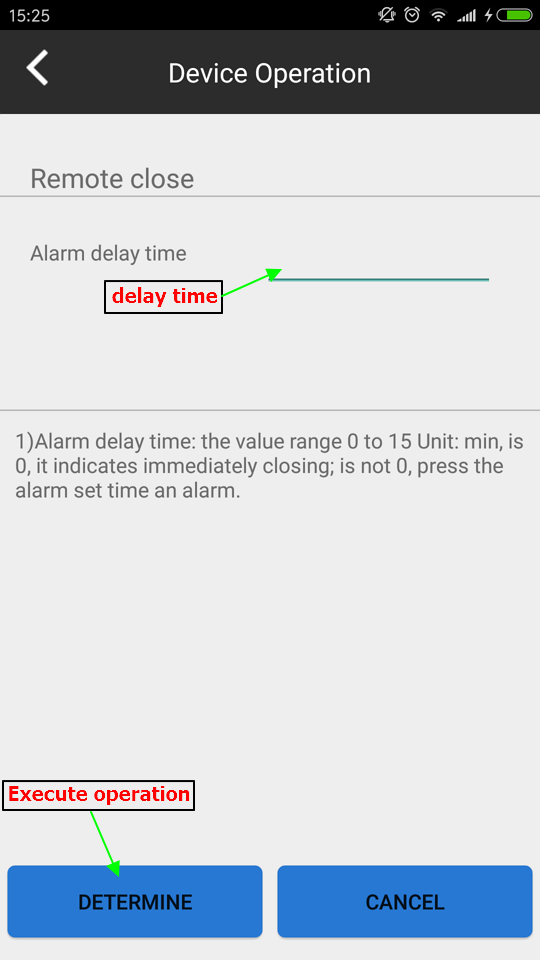 15:25
Device Operation
Remote close
Alarm delay time
delay time
1)Alarm delay time: the value range 0 to 15 Unit: min, is
0, it indicates immediately closing; is not 0, press the
alarm set time an alarm.
Execute operation
DETERMINE
CANCEL